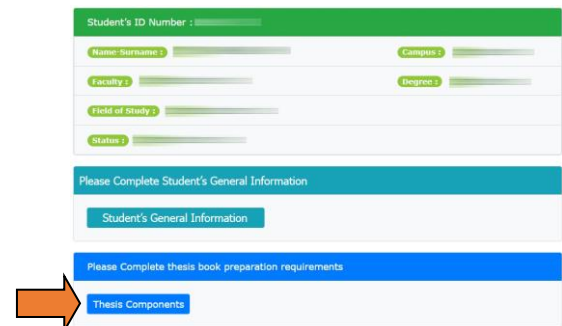 Student's ID Number :
Name-Surname :
Campus :
Faculty :
Degree :
Field of Study :
Status :
Please Complete Student's General Information
Student's General Information
Please Complete thesis book preparation requirements
Thesis Components